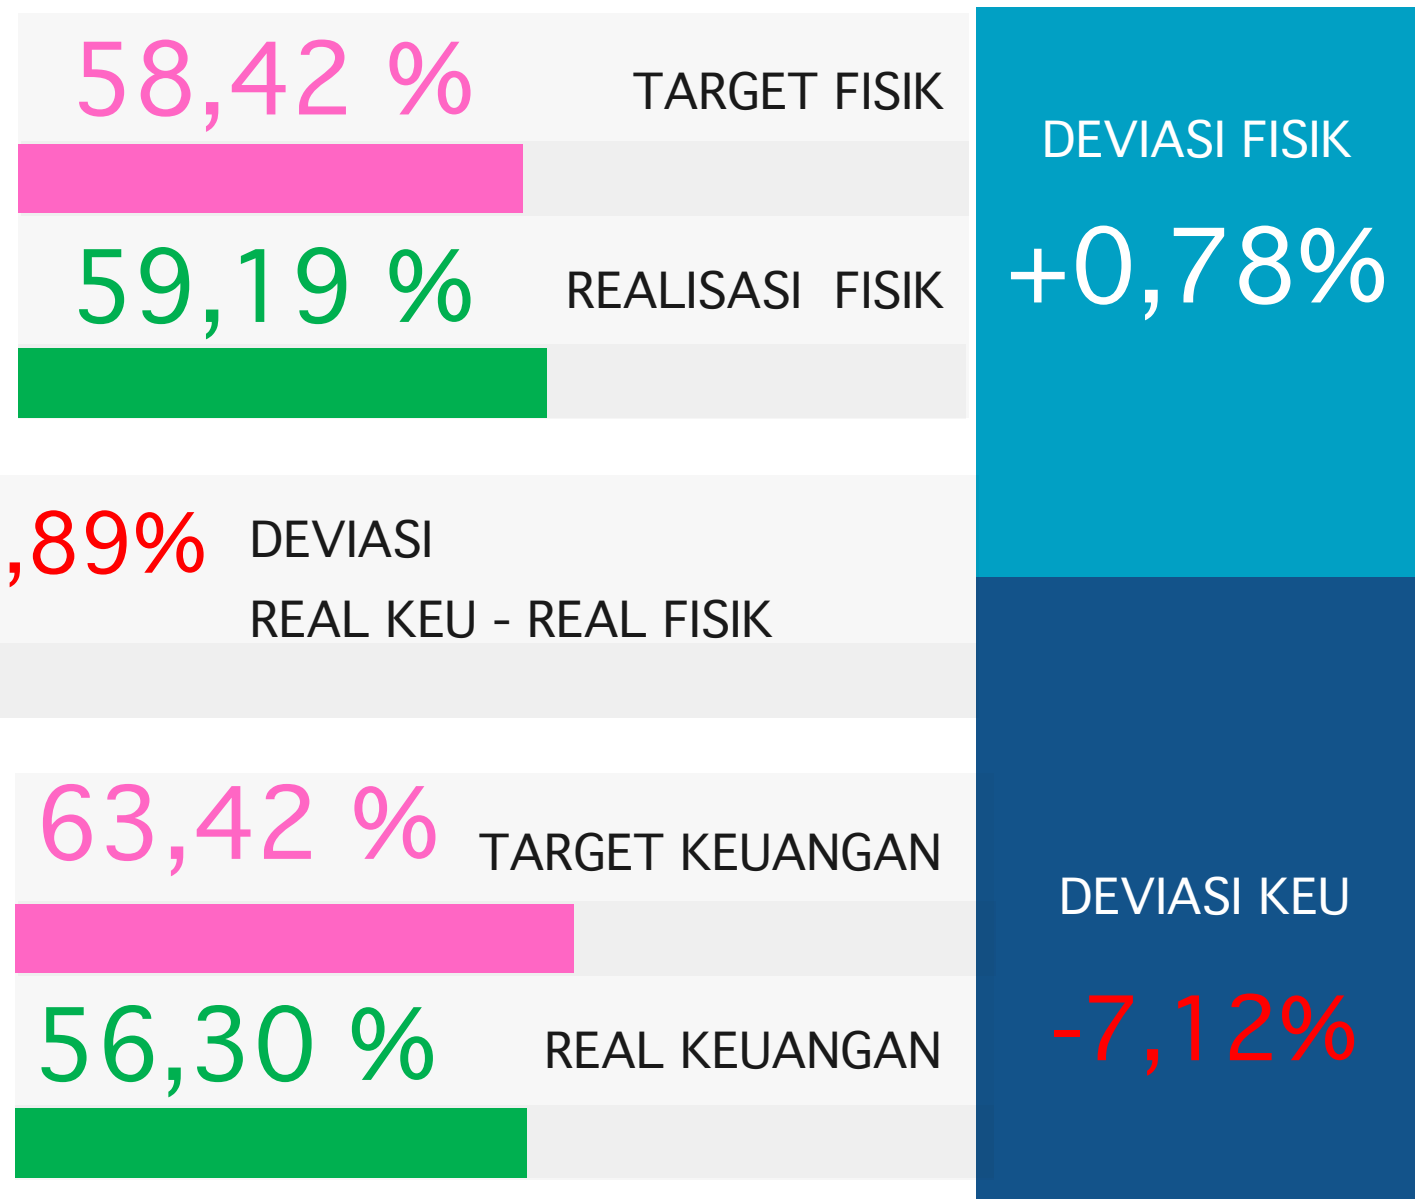 58,42 %
TARGET FISIK
59,19 %
REALISASI FISIK
DEVIASI FISIK
+0,78%
,89%
DEVIASI
REAL KEU - REAL FISIK
63,42 %
TARGET KEUANGAN
56,30 %
REAL KEUANGAN
DEVIASI KEU
-7,12%